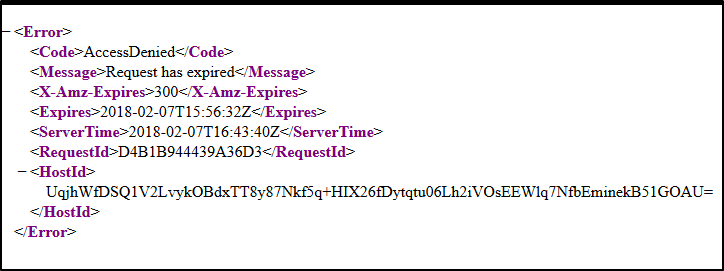 − <Error>
<Code>AccessDenied</Code>
<Message>Request has expired</Message>
<X-Amz-Expires>300</X-Amz-Expires>
<Expires>2018-02-07T15:56:32Z</Expires>
<ServerTime>2018-02-07T16:43:40Z</ServerTime>
<RequestId>D4B1B944439A36D3</RequestId>
− <HostId>
UqjhWfDSQ1V2LvykOBdxTT8y87Nkf5q+HIX26fDytqtu06Lh2iVOsEEWlq7NfbEminekB51GOAU=
</HostId>
</Error>